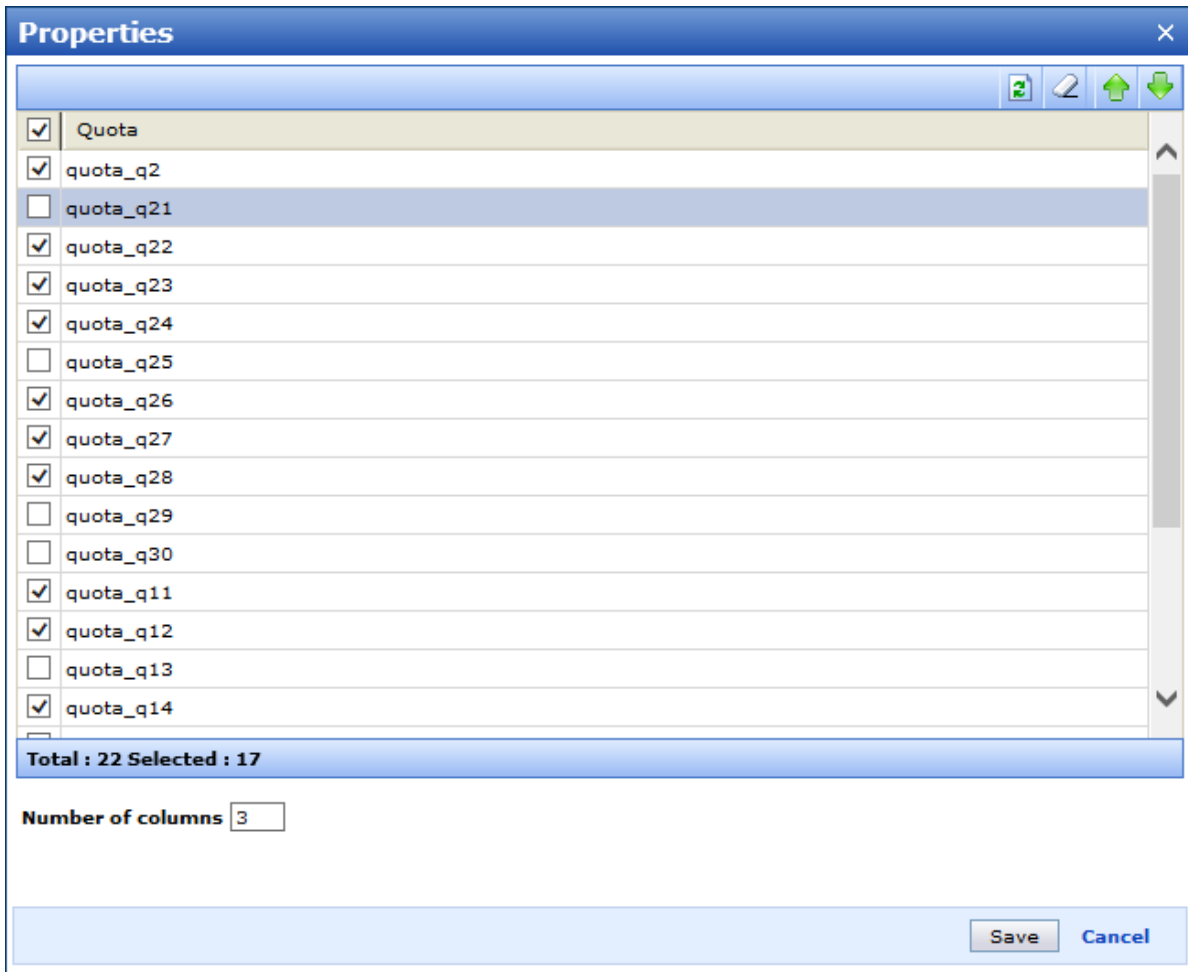 Properties
Quota
quota_q2
quota_q21
quota_q22
quota_q23
quota_q24
quota_q25
quota_q26
quota_q27
quota_q28
quota_q29
quota_q30
quota_q11
quota_q12
quota_q13
quota_q14
Total : 22 Selected : 17
Number of columns 3
Save Cancel